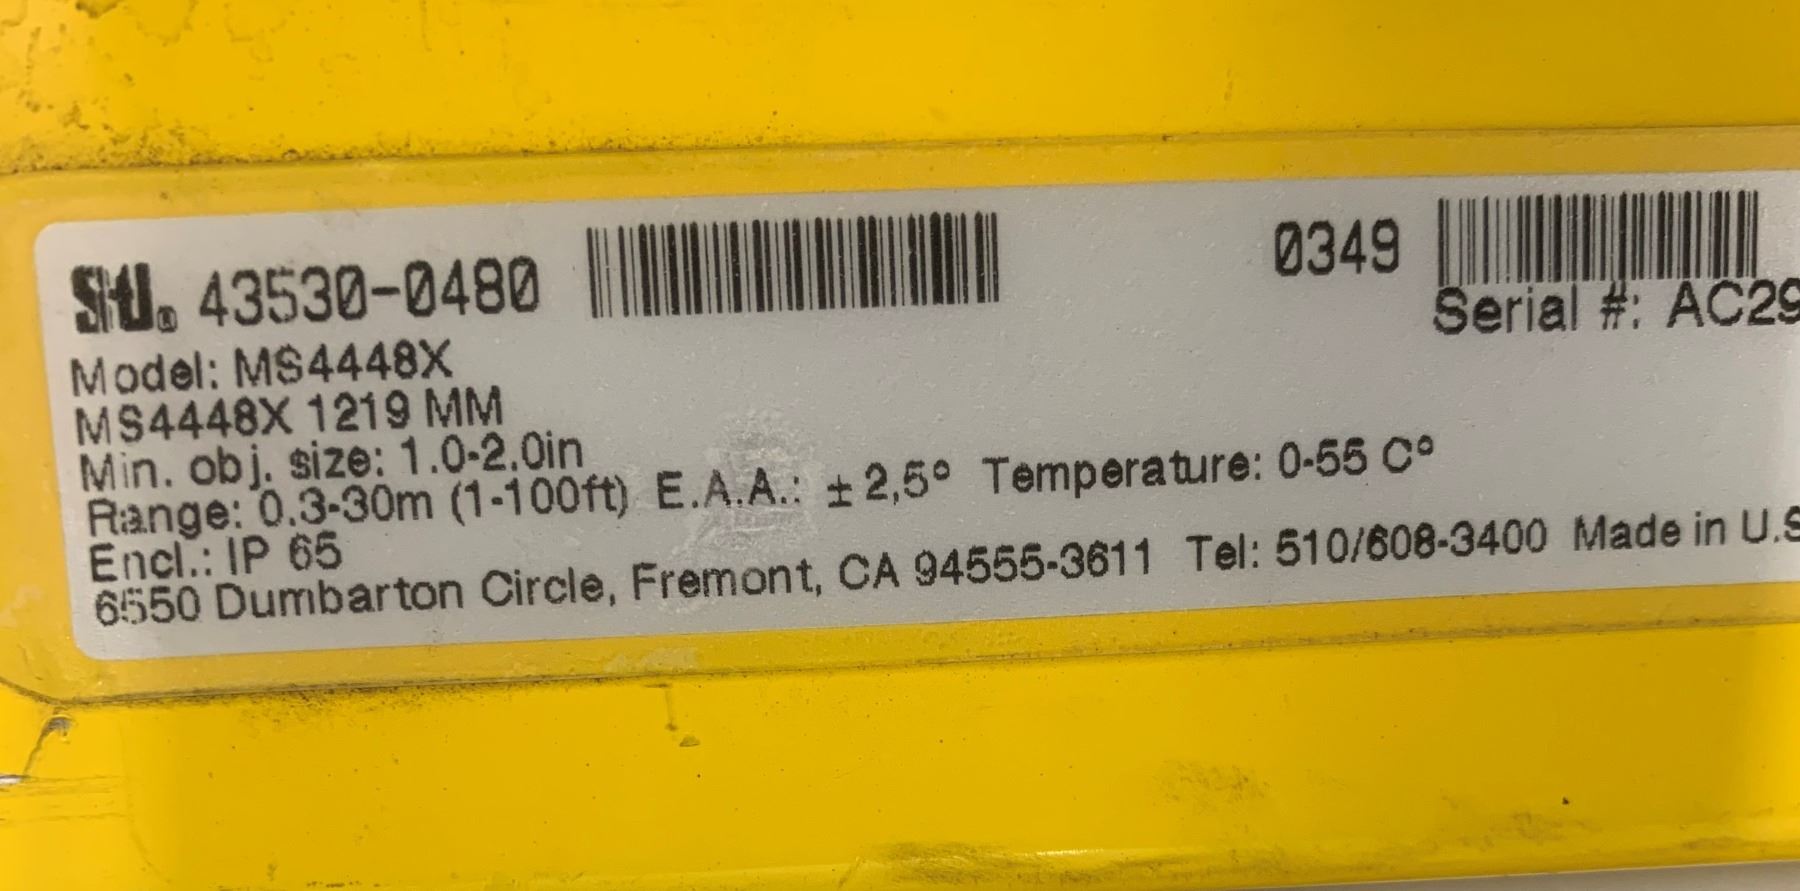 Sti® 43530-0480
0349
Serial #: AC29
Model: MS4448X
MS4448X 1219 MM
Min. obj. size: 1.0-2.0in
Range: 0.3-30m (1-100ft) E.A.A.: ± 2,5° Temperature: 0-55 C°
Encl.: IP 65
6550 Dumbarton Circle, Fremont, CA 94555-3611 Tel: 510/608-3400 Made in U.S